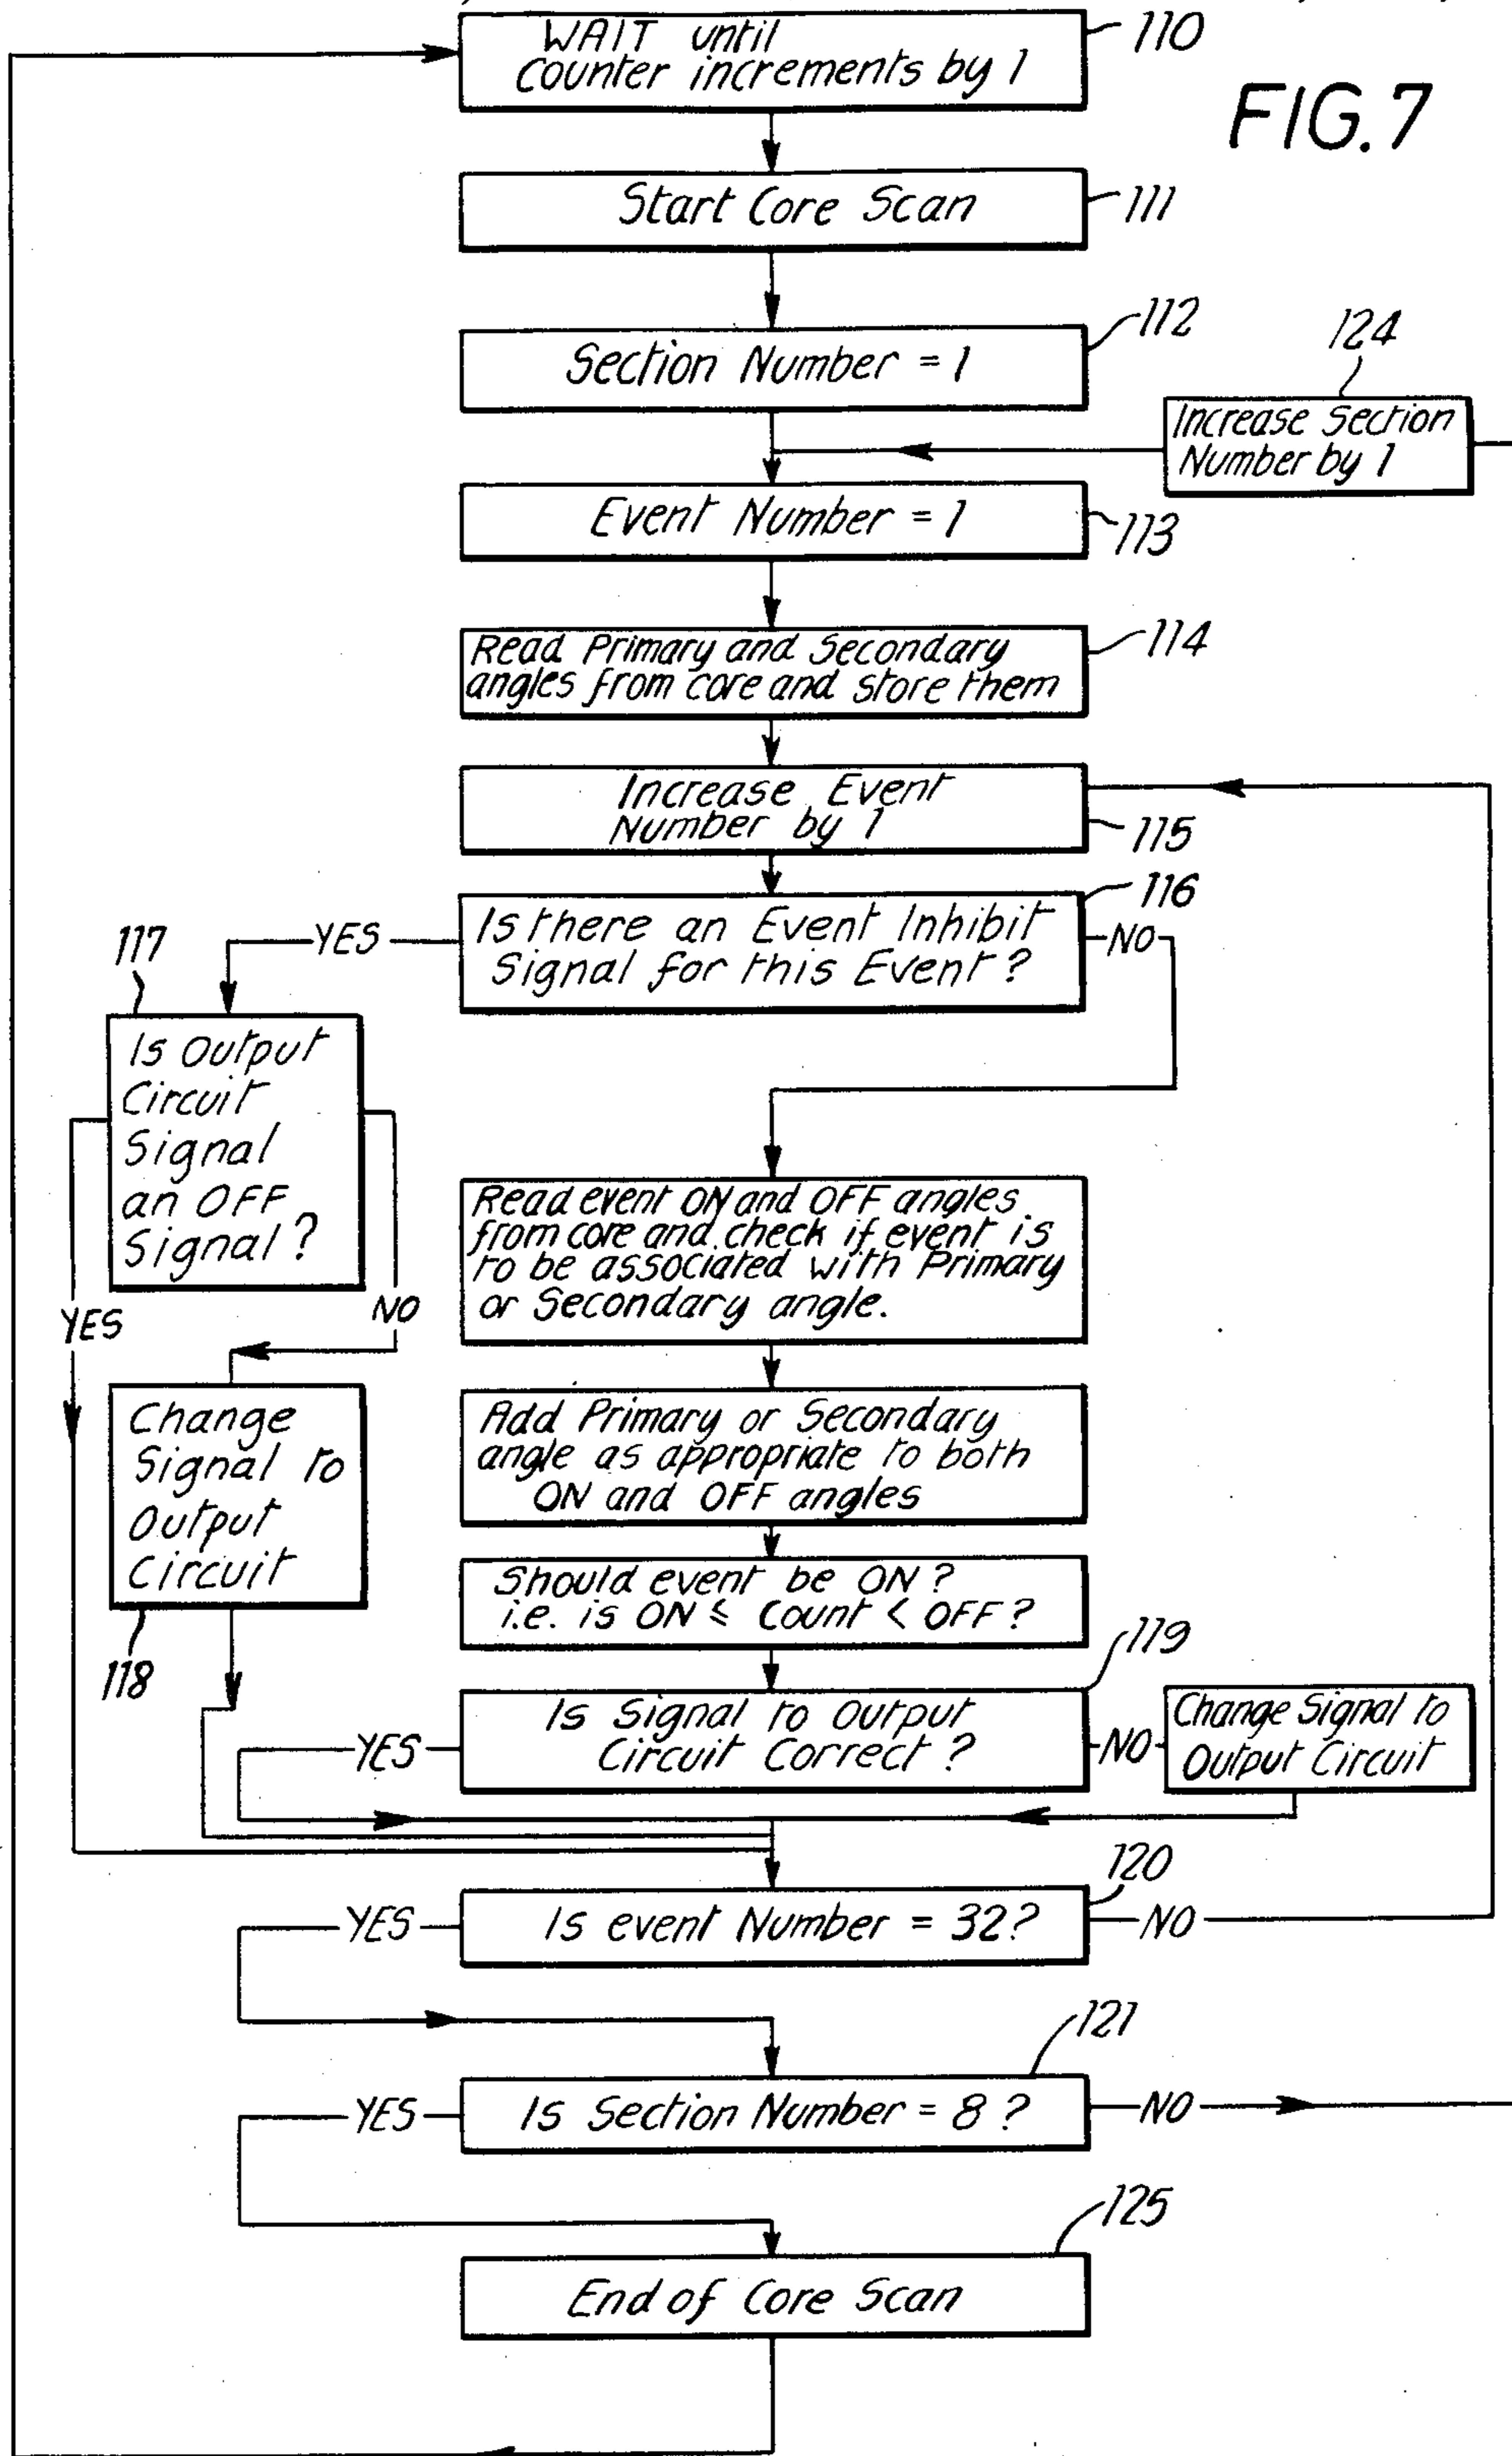 WAIT until
Counter increments by 1
110
FIG. 7
Start Core Scan
111
Section Number = 1
112
124
Increase Section
Number by 1
Event Number = 1
113
Read Primary and Secondary
angles from core and store them
114
Increase Event
Number by 1
115
116
Is there an Event Inhibit
Signal for this Event?
YES
NO
117
Is Output
Circuit
Signal
an OFF
Signal?
YES
NO
Read event ON and OFF angles
from core and check if event is
to be associated with Primary
or Secondary angle.
Change
Signal to
Output
Circuit
118
Add Primary or Secondary
angle as appropriate to both
ON and OFF angles
Should event be ON?
i.e. is ON ≤ Count < OFF?
119
Is Signal to Output
Circuit Correct?
YES
NO
Change Signal to
Output Circuit
120
Is event Number = 32?
YES
NO
121
Is Section Number = 8?
YES
NO
125
End of Core Scan